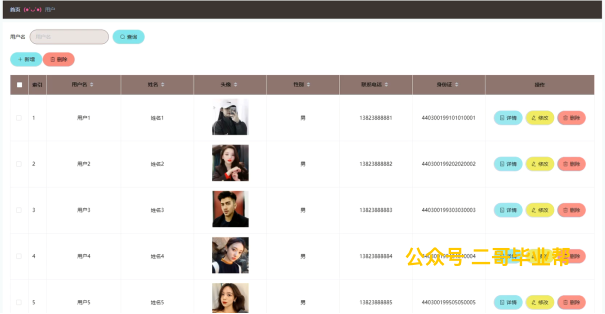 首页 (●'◡'●) 用户
用户名 用户名 查询
+ 新增 删除
索引 用户名 姓名 头像 性别 联系电话 身份证 操作
1 用户1 姓名1 男 13823888881 440300199101010001 详情 修改 删除
2 用户2 姓名2 男 13823888882 440300199202020002 详情 修改 删除
3 用户3 姓名3 男 13823888883 440300199303030003 详情 修改 删除
4 用户4 姓名4 男 13823888884 440300199404040004 详情 修改 删除
公众号 二哥毕业帮
5 用户5 姓名5 男 13823888885 440300199505050005 详情 修改 删除